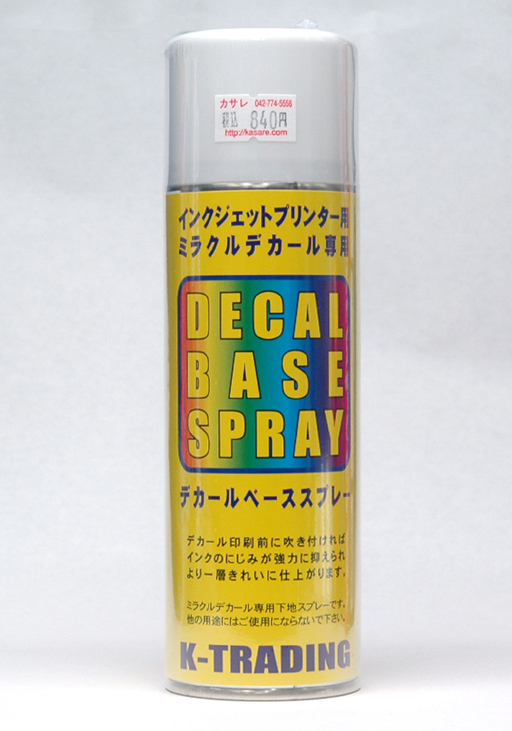 カサレ 042-774-5556
税込 840円
http://kasare.com
インクジェットプリンター用
ミラクルデカール専用
DECAL
BASE
SPRAY
デカールベーススプレー
デカール印刷前に吹き付ければ
インクのにじみが強力に抑えられ
より一層きれいに仕上がります。
ミラクルデカール専用下地スプレーです。
他の用途にはご使用にならないで下さい。
K-TRADING